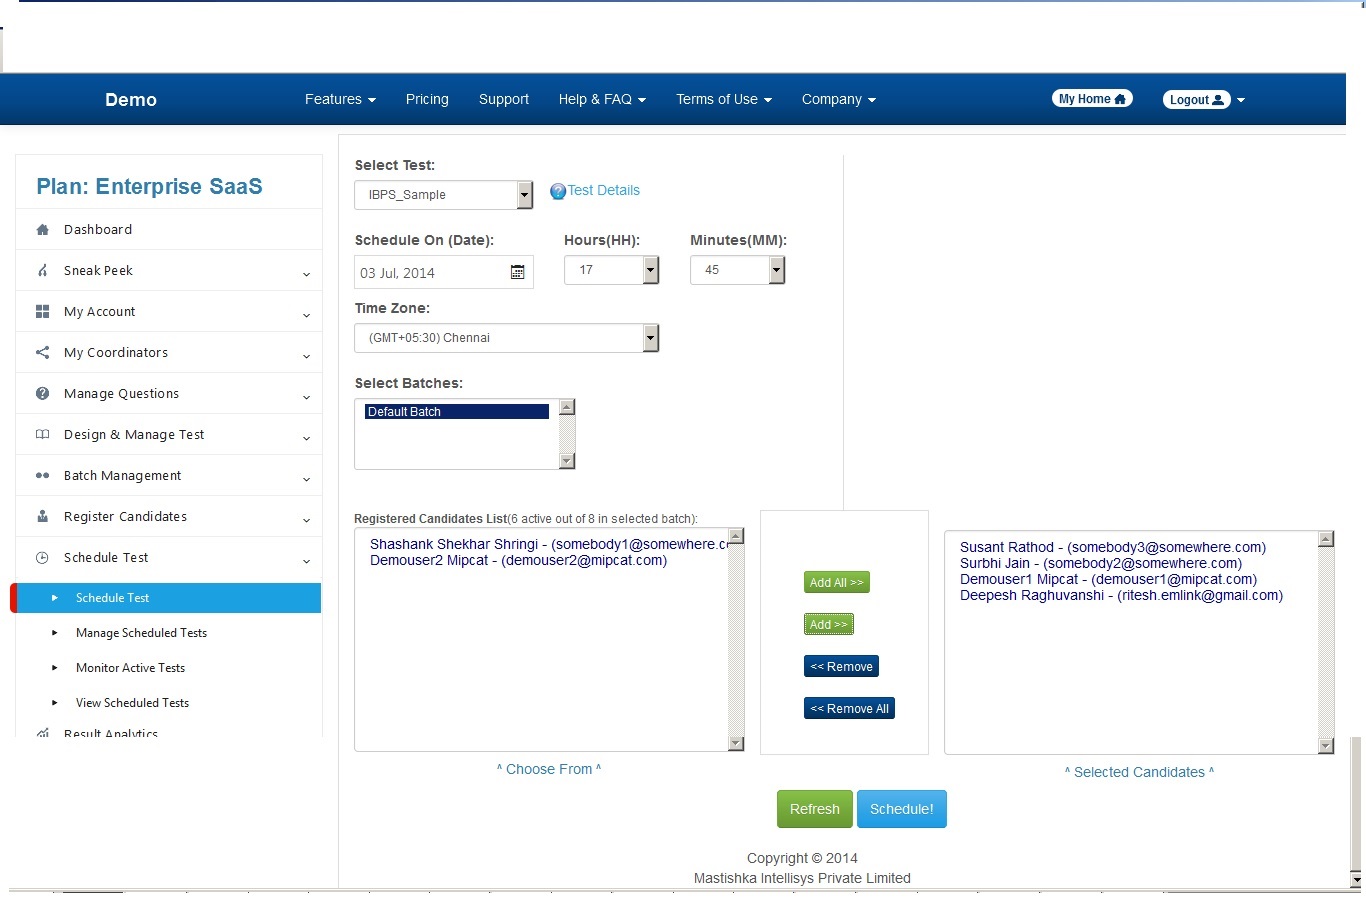 Demo
Features Pricing Support Help & FAQ Terms of Use Company
My Home Logout
Plan: Enterprise SaaS
Dashboard
Sneak Peek
My Account
My Coordinators
Manage Questions
Design & Manage Test
Batch Management
Register Candidates
Schedule Test
Schedule Test
Manage Scheduled Tests
Monitor Active Tests
View Scheduled Tests
Result Analytics
Select Test:
IBPS_Sample
Test Details
Schedule On (Date): Hours(HH): Minutes(MM):
03 Jul, 2014 17 45
Time Zone:
(GMT+05:30) Chennai
Select Batches:
Default Batch
Registered Candidates List(6 active out of 8 in selected batch):
Shashank Shekhar Shringi - (somebody1@somewhere.co
Demouser2 Mipcat - (demouser2@mipcat.com)
^ Choose From ^
Add All >>
Add >>
<< Remove
<< Remove All
Susant Rathod - (somebody3@somewhere.com)
Surbhi Jain - (somebody2@somewhere.com)
Demouser1 Mipcat - (demouser1@mipcat.com)
Deepesh Raghuvanshi - (ritesh.emlink@gmail.com)
^ Selected Candidates ^
Refresh Schedule!
Copyright © 2014
Mastishka Intellisys Private Limited